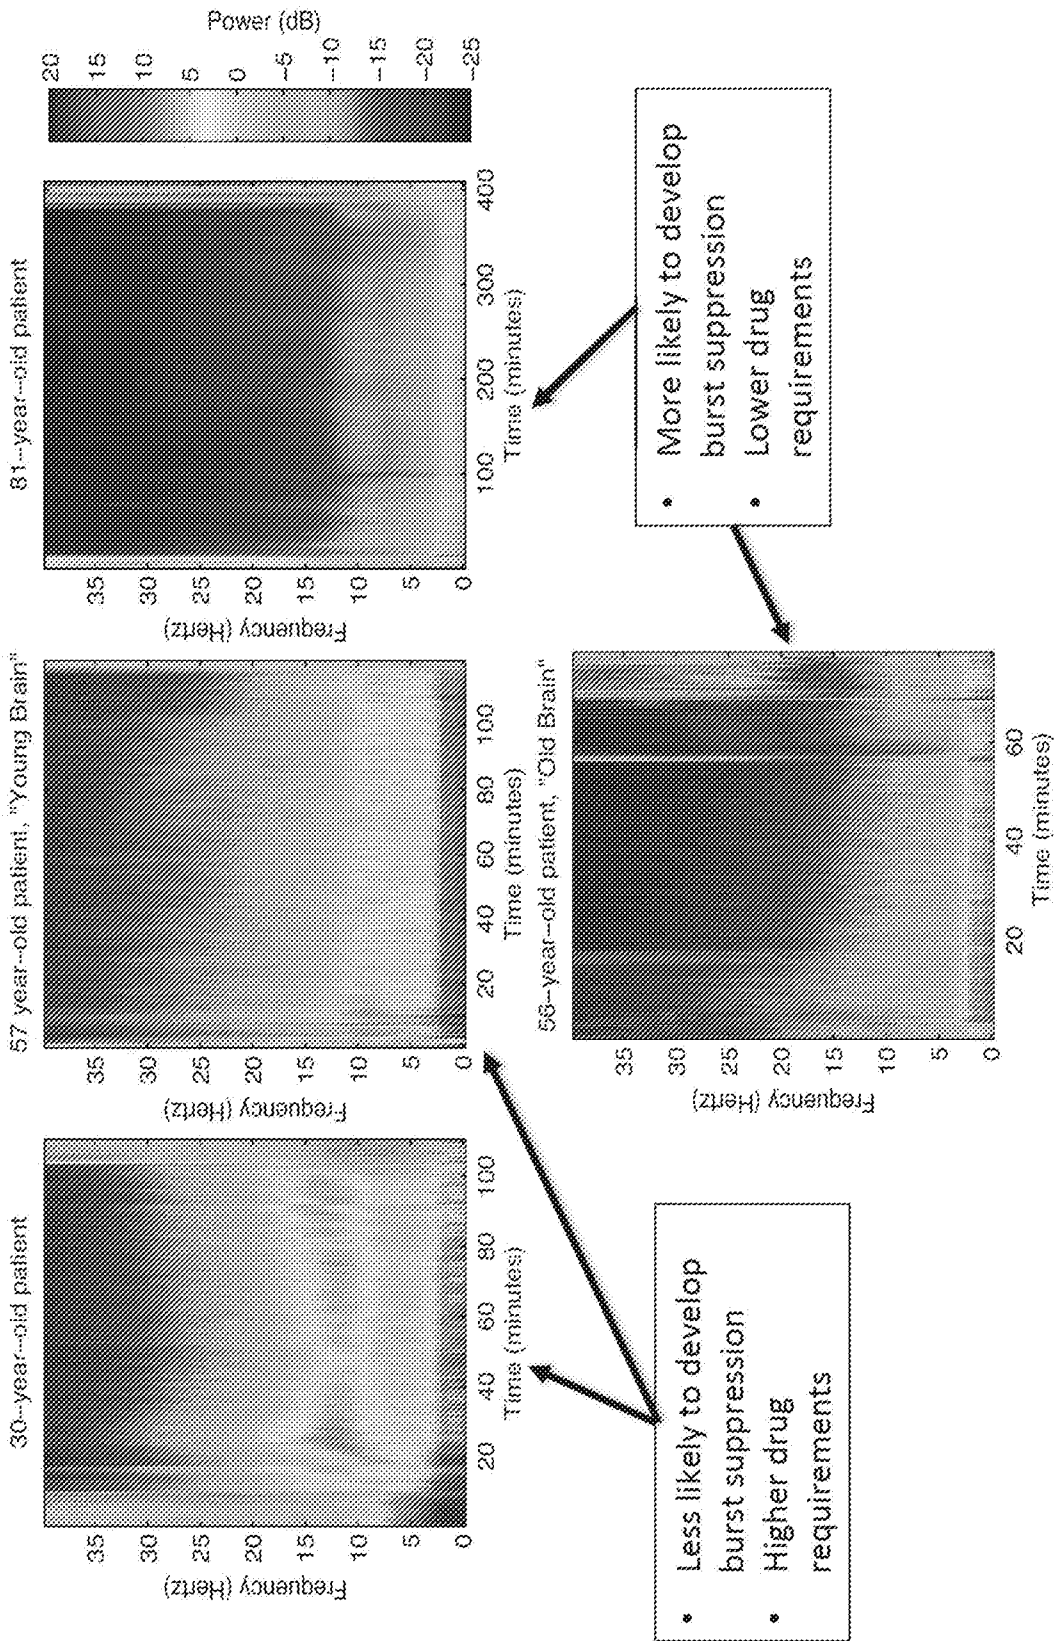 30--year--old patient
Frequency (Hertz)
35
30
25
20
15
10
5
0
20
40
60
80
100
Time (minutes)
57 year--old patient, "Young Brain"
Frequency (Hertz)
35
30
25
20
15
10
5
0
20
40
60
80
100
Time (minutes)
81--year--old patient
Frequency (Hertz)
35
30
25
20
15
10
5
0
100
200
300
400
Time (minutes)
20
15
10
5
0
-5
-10
-15
-20
-25
Power (dB)
56--year--old patient, "Old Brain"
Frequency (Hertz)
35
30
25
20
15
10
5
0
20
40
60
Time (minutes)
• Less likely to develop
burst suppression
• Higher drug
requirements
• More likely to develop
burst suppression
• Lower drug
requirements